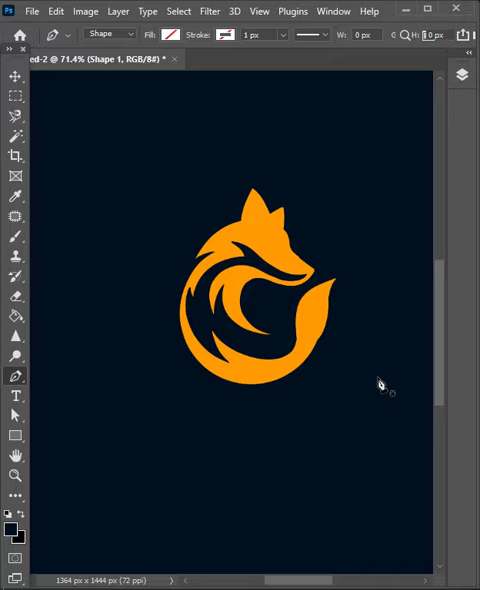 Ps File Edit Image Layer Type Select Filter 3D View Plugins Window Help
Shape Fill: Stroke: 1 px W: 0 px H: 0 px
ed-2 @ 71.4% (Shape 1, RGB/8#) *
T
1364 px x 1444 px (72 ppi)